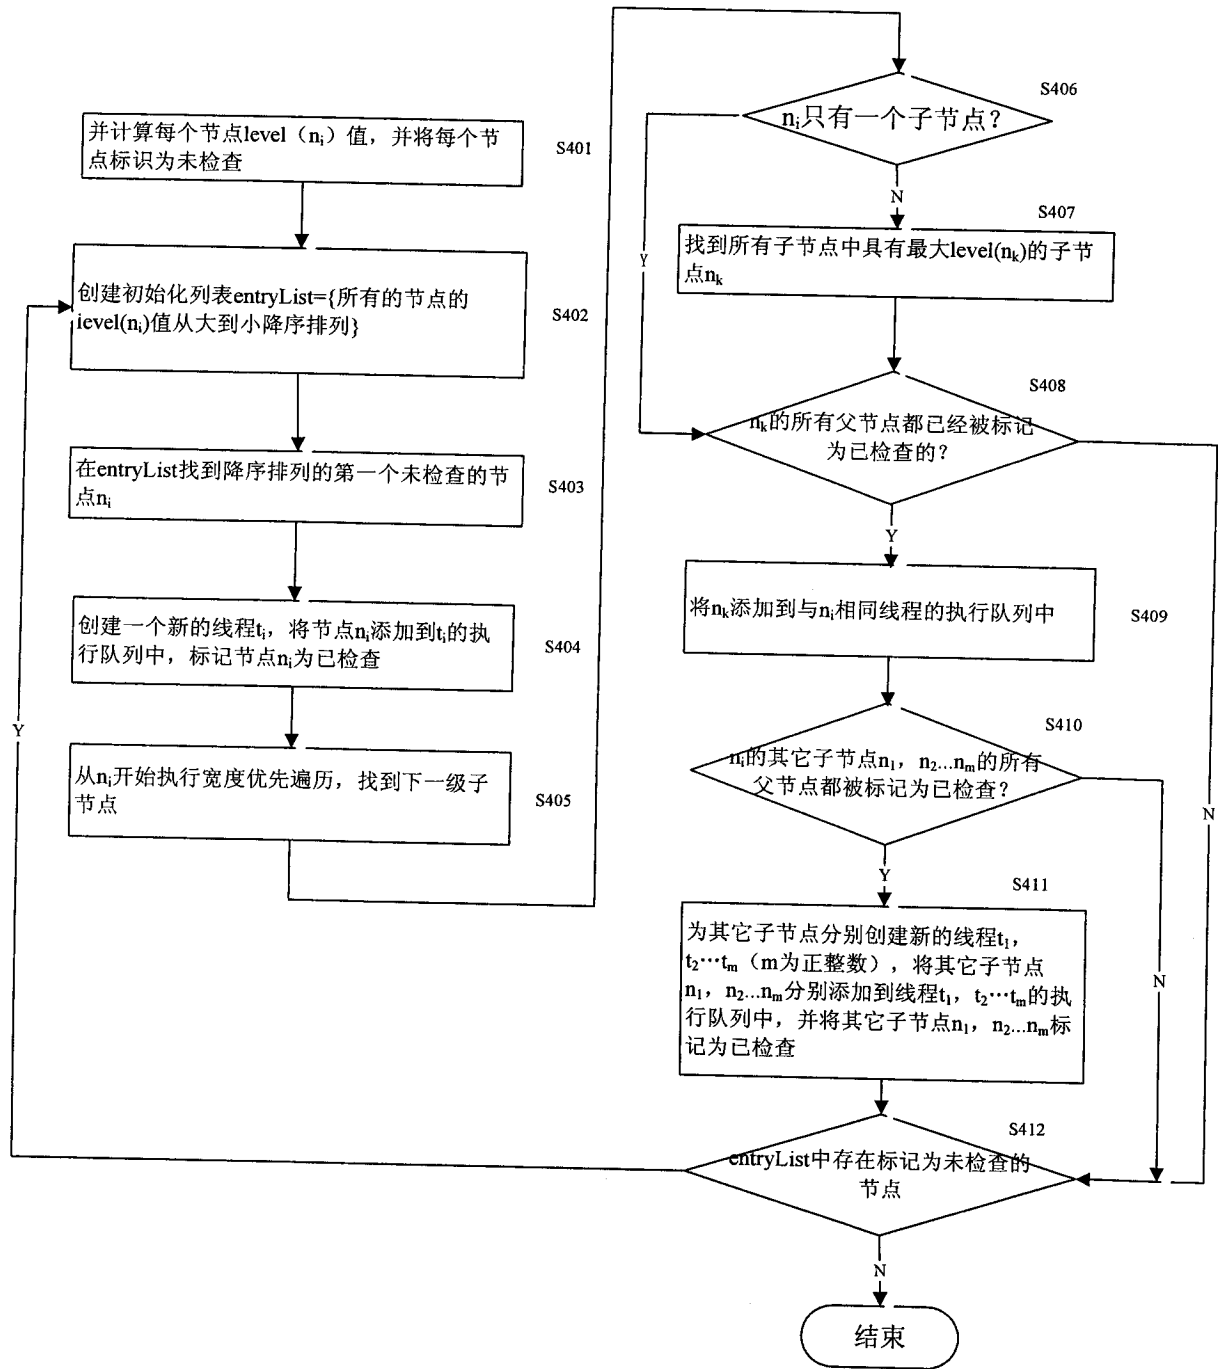 并计算每个节点level（ni）值，并将每个节
点标识为未检查
S401
创建初始化列表entryList={所有的节点的
level(ni)值从大到小降序排列}
S402
在entryList找到降序排列的第一个未检查的节
点ni
S403
创建一个新的线程ti，将节点ni添加到ti的执
行队列中，标记节点ni为已检查
S404
从ni开始执行宽度优先遍历，找到下一级子
节点
S405
S406
ni只有一个子节点？
N
Y
S407
找到所有子节点中具有最大level(nk)的子节
点nk
S408
nk的所有父节点都已经被标记
为已检查的？
Y
N
将nk添加到与ni相同线程的执行队列中
S409
S410
ni的其它子节点n1，n2...nm的所有
父节点都被标记为已检查？
Y
N
S411
为其它子节点分别创建新的线程t1，
t2…tm（m为正整数），将其它子节点
n1，n2...nm分别添加到线程t1，t2…tm的执
行队列中，并将其它子节点n1，n2...nm标
记为已检查
S412
entryList中存在标记为未检查的
节点
Y
N
结束